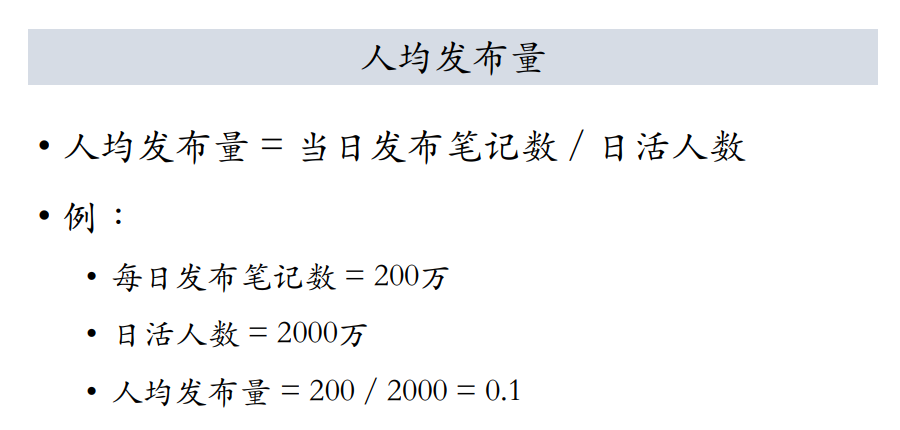 人均发布量
• 人均发布量 = 当日发布笔记数 / 日活人数
• 例：
• 每日发布笔记数 = 200万
• 日活人数 = 2000万
• 人均发布量 = 200 / 2000 = 0.1